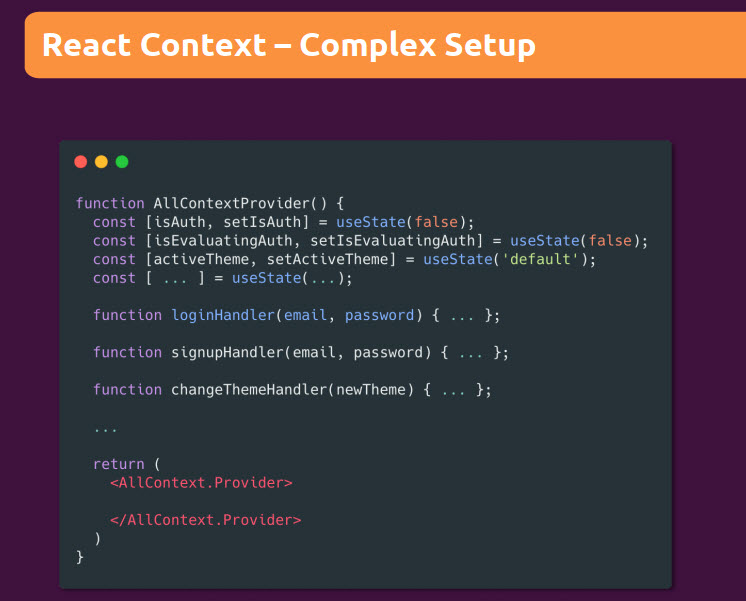 React Context – Complex Setup
function AllContextProvider() {
const [isAuth, setIsAuth] = useState(false);
const [isEvaluatingAuth, setIsEvaluatingAuth] = useState(false);
const [activeTheme, setActiveTheme] = useState('default');
const [ ... ] = useState(...);
function loginHandler(email, password) { ... };
function signupHandler(email, password) { ... };
function changeThemeHandler(newTheme) { ... };
...
return (
<AllContext.Provider>
</AllContext.Provider>
)
}